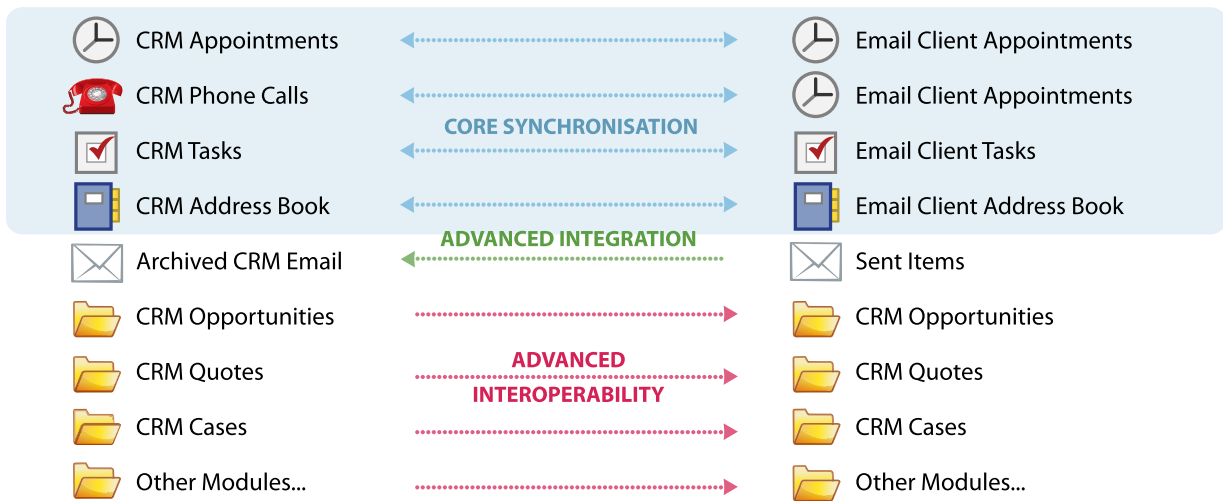 CRM Appointments
Email Client Appointments
CRM Phone Calls
Email Client Appointments
CORE SYNCHRONISATION
CRM Tasks
Email Client Tasks
CRM Address Book
Email Client Address Book
ADVANCED INTEGRATION
Archived CRM Email
Sent Items
CRM Opportunities
CRM Opportunities
ADVANCED
CRM Quotes
CRM Quotes
INTEROPERABILITY
CRM Cases
CRM Cases
Other Modules...
Other Modules...